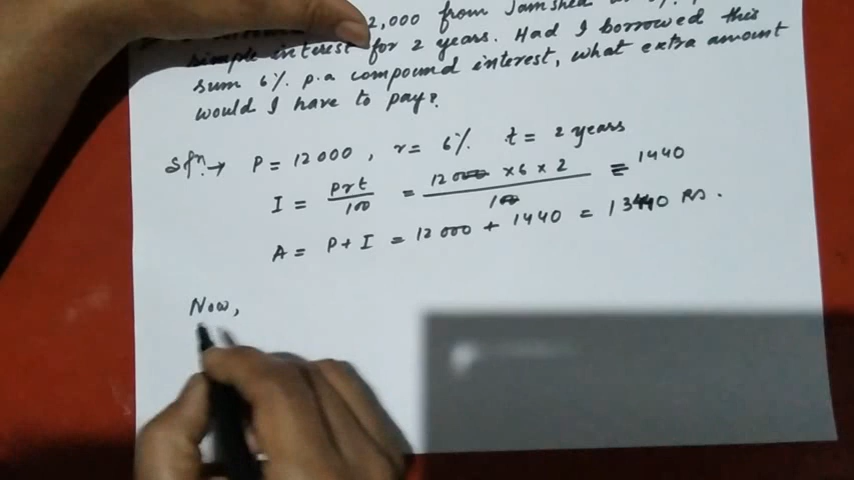 2,000 from Jamshed
simple interest for 2 years. Had I borrowed this
sum 6% p.a compound interest, what extra amount
would I have to pay?
Solⁿ. → P = 12000, r = 6% t = 2 years
I = prt/100 = 12000 × 6 × 2/100 = 1440
A = P + I = 12000 + 1440 = 13440 Rs.
Now,